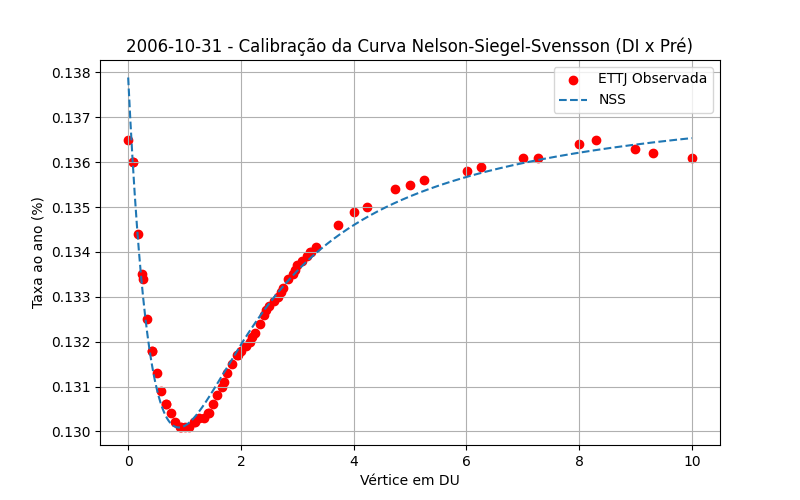 2006-10-31 - Calibração da Curva Nelson-Siegel-Svensson (DI x Pré)
ETTJ Observada
NSS
Taxa ao ano (%)
0.138
0.137
0.136
0.135
0.134
0.133
0.132
0.131
0.130
0 2 4 6 8 10
Vértice em DU